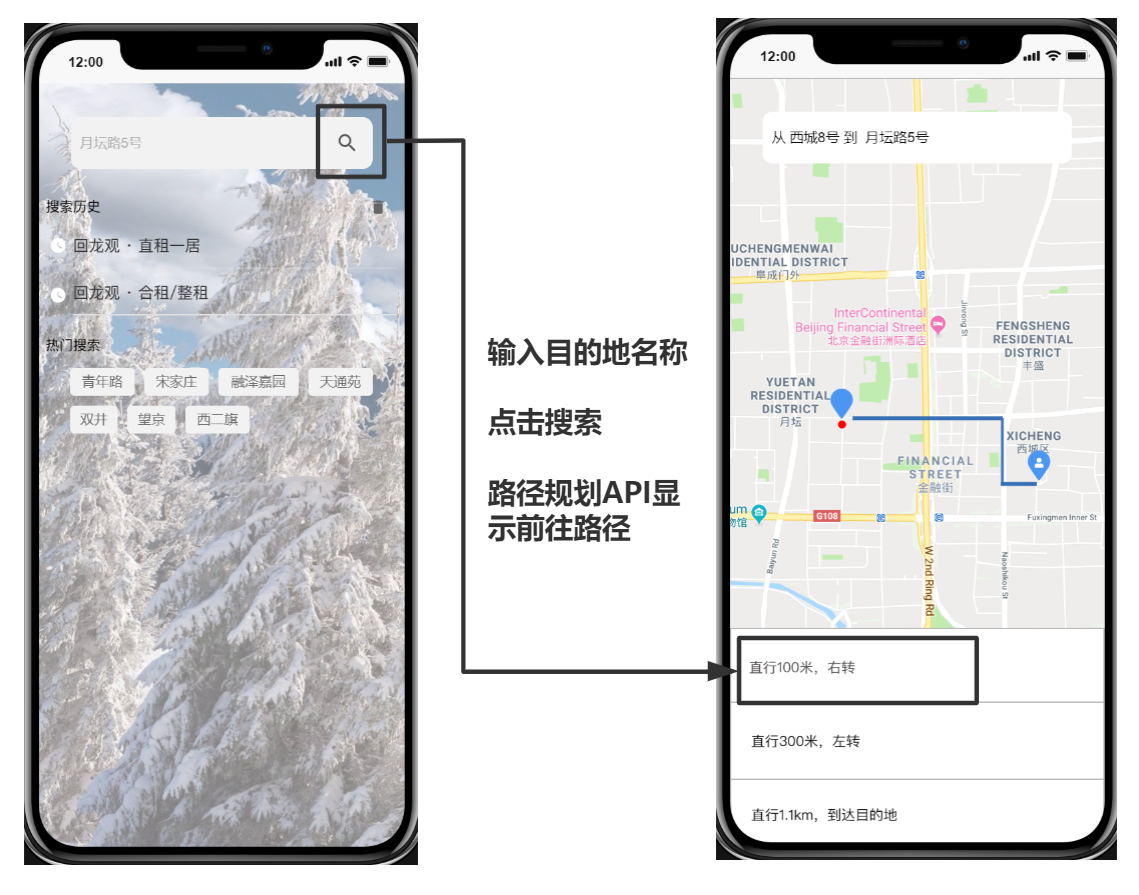 12:00
月坛路5号
搜索历史
回龙观 · 直租一居
回龙观 · 合租/整租
热门搜索
青年路 宋家庄 融泽嘉园 天通苑
双井 望京 西二旗
输入目的地名称
点击搜索
路径规划API显
示前往路径
12:00
从 西城8号 到 月坛路5号
UCHENGMENWAI
IDENTIAL DISTRICT
阜成门外
InterContinental
Beijing Financial Street
北京金融街洲际酒店
Jinrong St
FENGSHENG
RESIDENTIAL
DISTRICT
丰盛
YUETAN
RESIDENTIAL
DISTRICT
月坛
XICHENG
西城区
FINANCIAL
STREET
金融街
um
物馆
G108
Fuxingmen Inner St
Baiyun Rd
W 2nd Ring Rd
Naoshikou St
直行100米，右转
直行300米，左转
直行1.1km，到达目的地